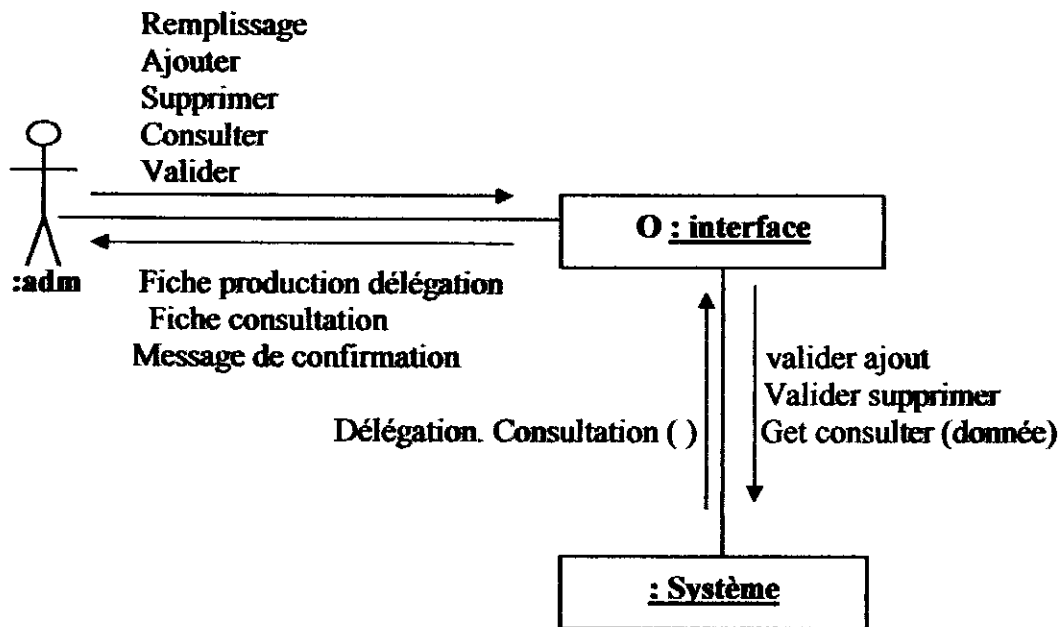 Remplissage
Ajouter
Supprimer
Consulter
Valider
O : interface
:adm
Fiche production délégation
Fiche consultation
Message de confirmation
valider ajout
Valider supprimer
Délégation. Consultation ( )
Get consulter (donnée)
: Système